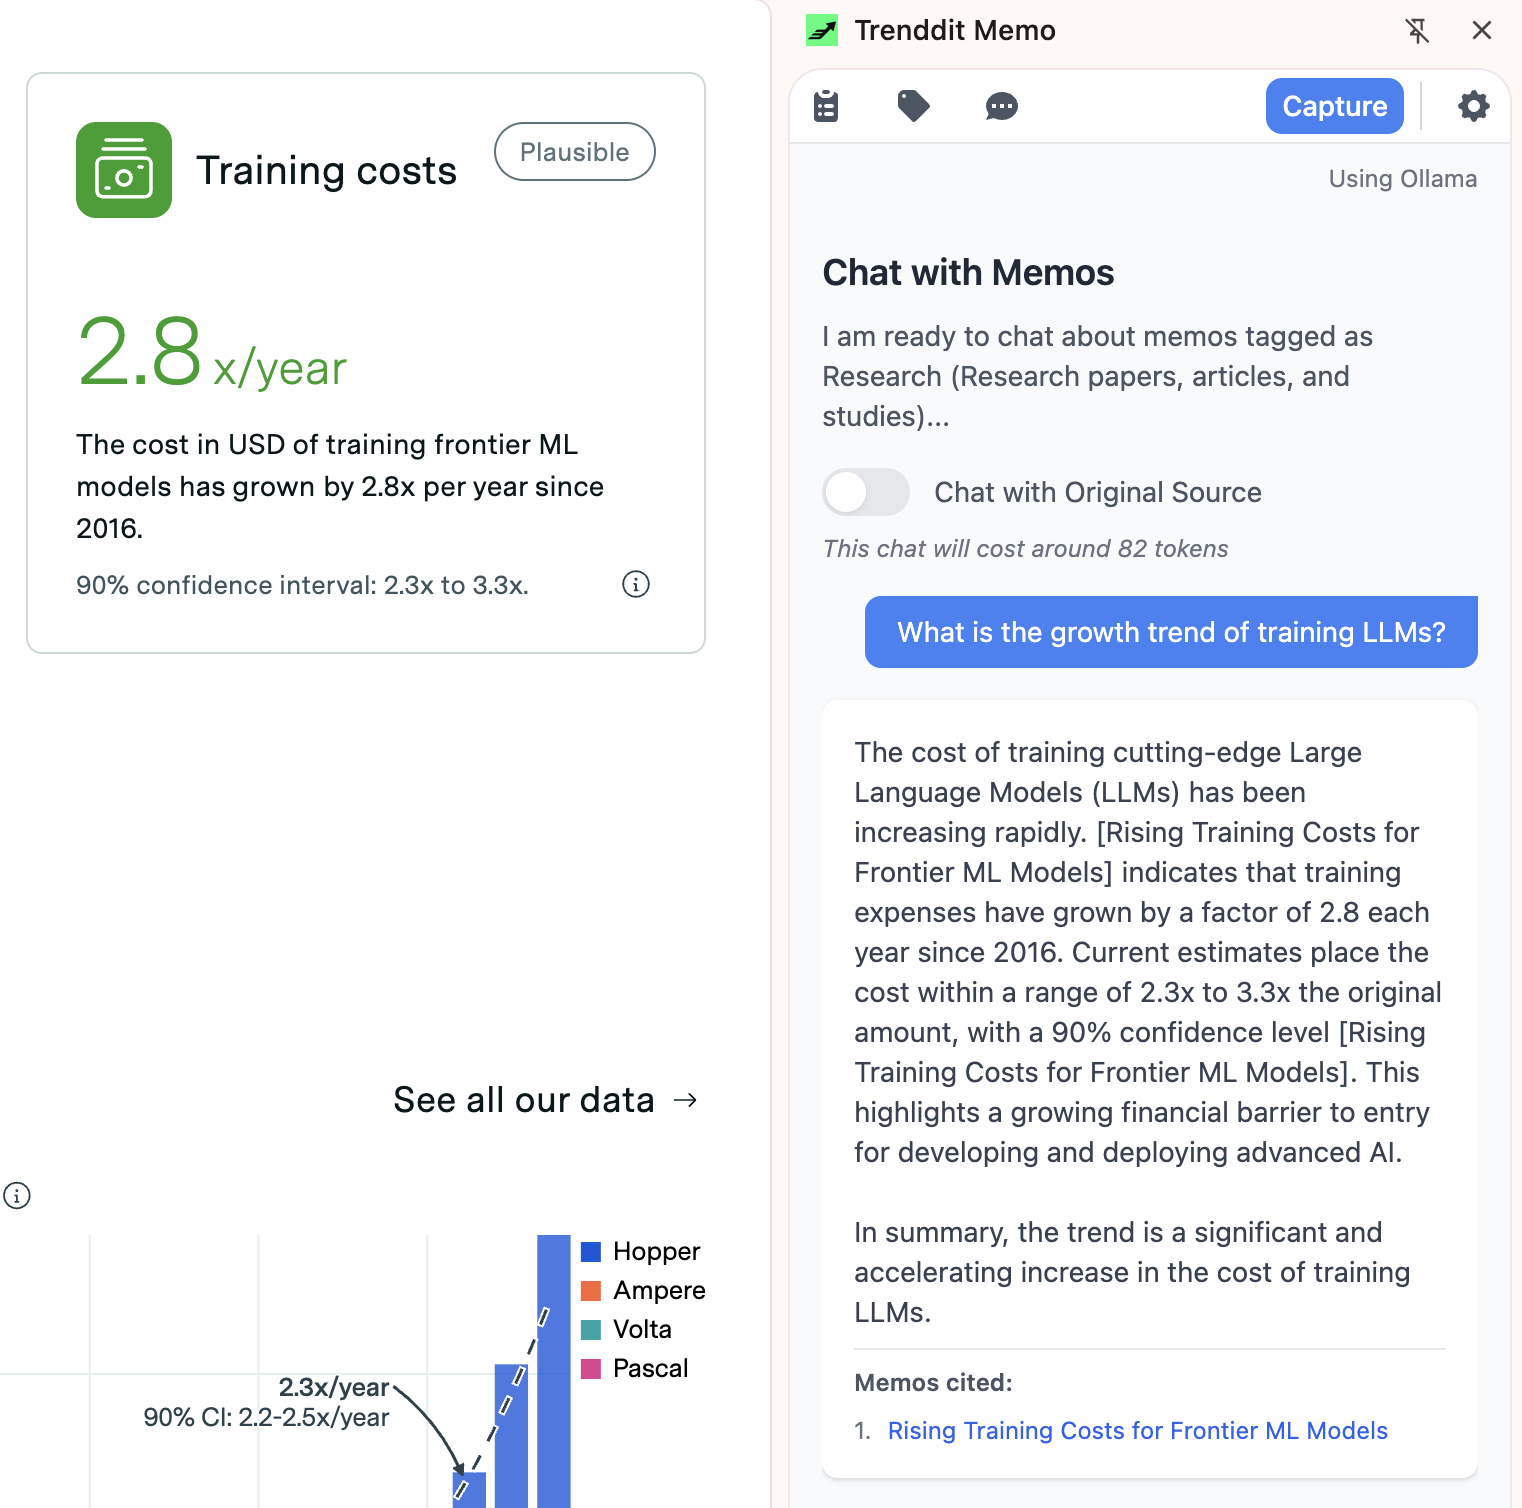 Training costs
Plausible
2.8 x/year
The cost in USD of training frontier ML
models has grown by 2.8x per year since
2016.
90% confidence interval: 2.3x to 3.3x.
See all our data →
Hopper
Ampere
Volta
Pascal
2.3x/year
90% CI: 2.2-2.5x/year
Trenddit Memo
Capture
Using Ollama
Chat with Memos
I am ready to chat about memos tagged as
Research (Research papers, articles, and
studies)...
Chat with Original Source
This chat will cost around 82 tokens
What is the growth trend of training LLMs?
The cost of training cutting-edge Large
Language Models (LLMs) has been
increasing rapidly. [Rising Training Costs for
Frontier ML Models] indicates that training
expenses have grown by a factor of 2.8 each
year since 2016. Current estimates place the
cost within a range of 2.3x to 3.3x the original
amount, with a 90% confidence level [Rising
Training Costs for Frontier ML Models]. This
highlights a growing financial barrier to entry
for developing and deploying advanced AI.
In summary, the trend is a significant and
accelerating increase in the cost of training
LLMs.
Memos cited:
1. Rising Training Costs for Frontier ML Models